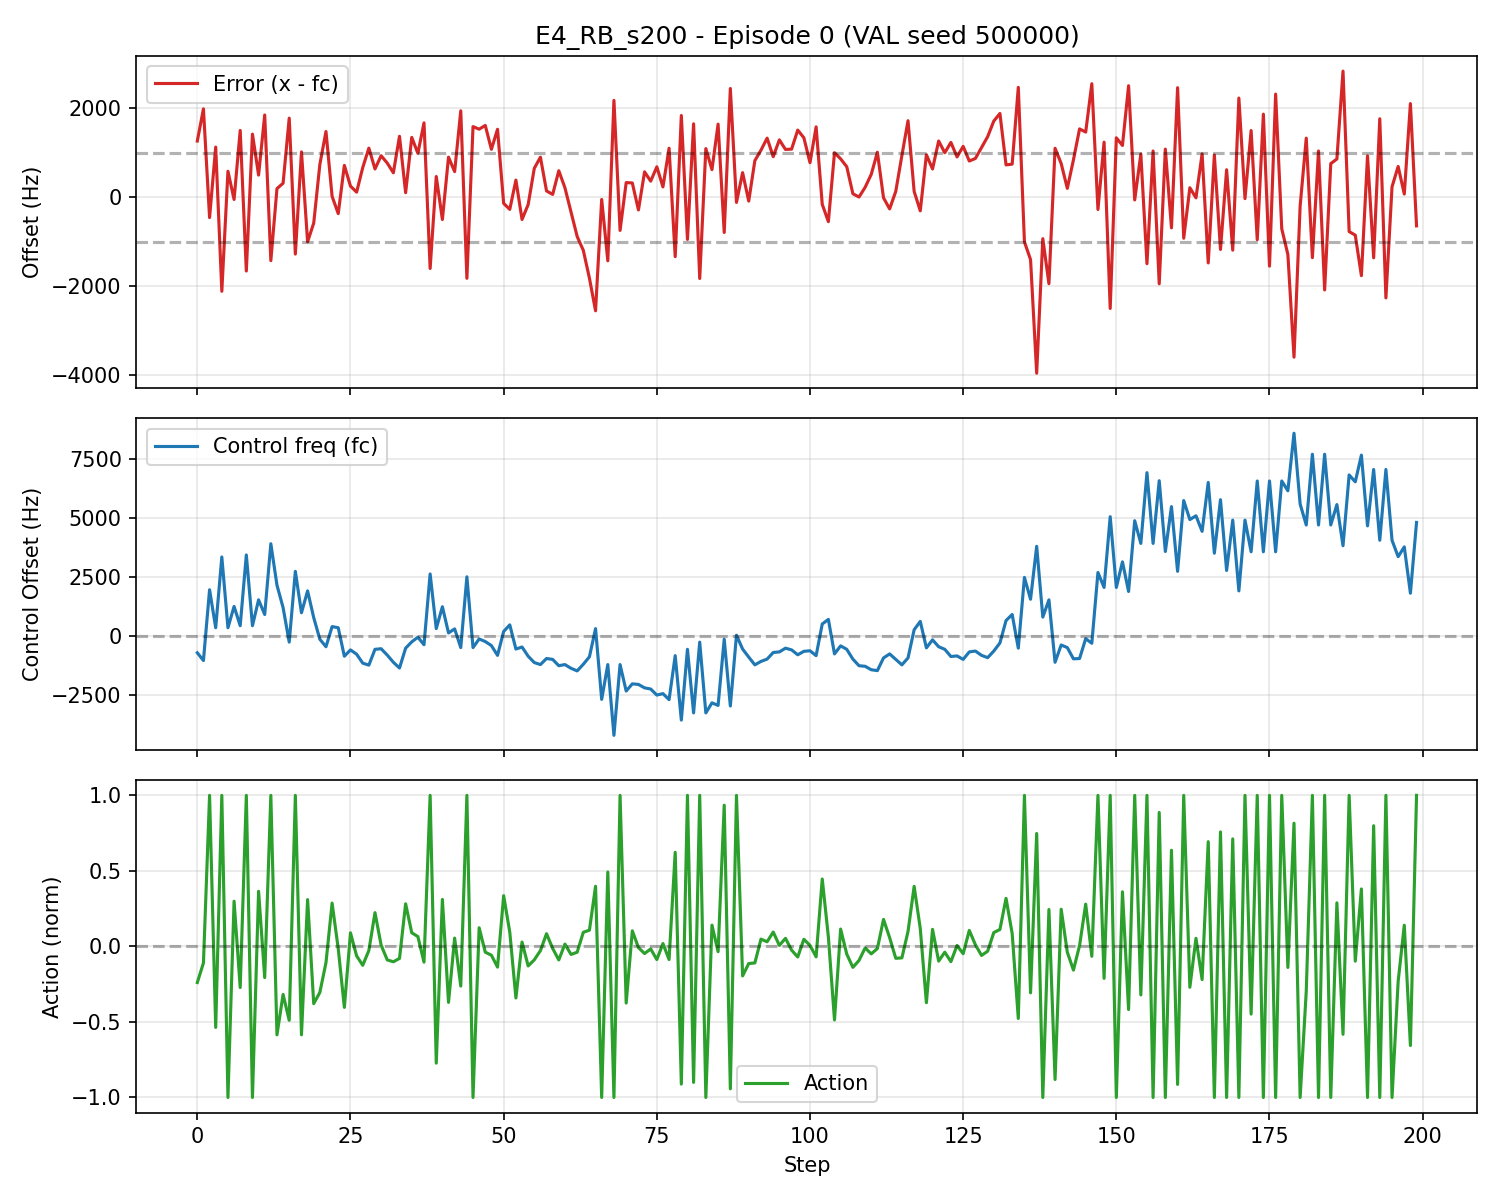 E4_RB_s200 - Episode 0 (VAL seed 500000)
Error (x - fc)
Offset (Hz)
2000
0
−2000
−4000
Control freq (fc)
Control Offset (Hz)
7500
5000
2500
0
−2500
Action (norm)
1.0
0.5
0.0
−0.5
−1.0
Action
0 25 50 75 100 125 150 175 200
Step